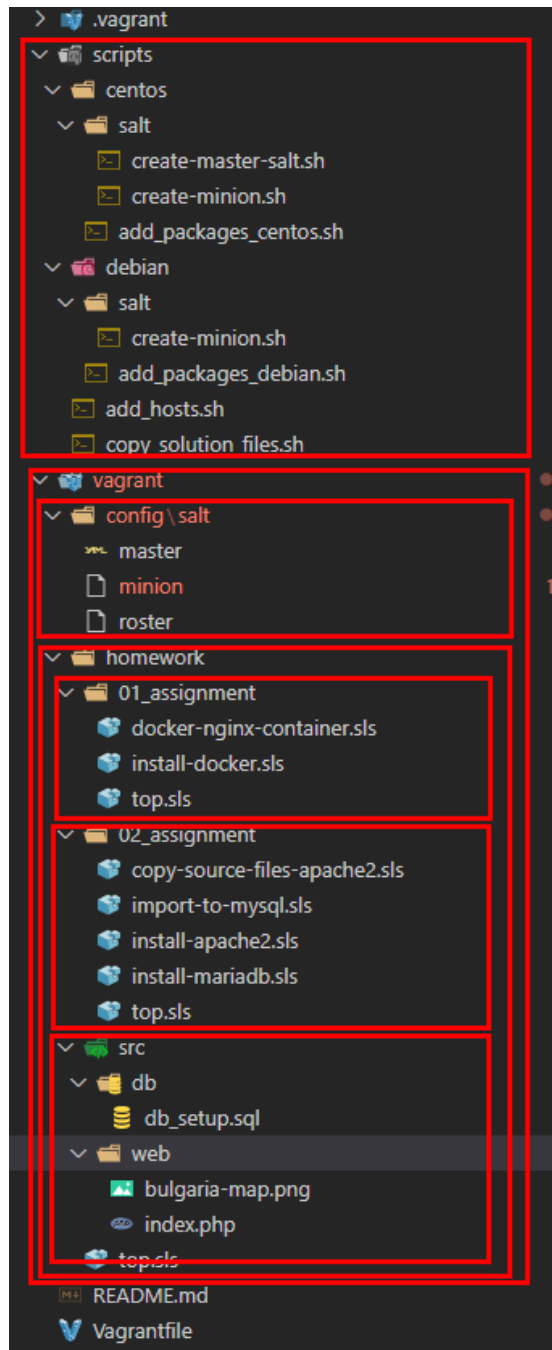 .vagrant
scripts
centos
salt
create-master-salt.sh
create-minion.sh
add_packages_centos.sh
debian
salt
create-minion.sh
add_packages_debian.sh
add_hosts.sh
copy_solution_files.sh
vagrant
config\salt
master
minion
1
roster
homework
01_assignment
docker-nginx-container.sls
install-docker.sls
top.sls
02_assignment
copy-source-files-apache2.sls
import-to-mysql.sls
install-apache2.sls
install-mariadb.sls
top.sls
src
db
db_setup.sql
web
bulgaria-map.png
index.php
top.sls
README.md
Vagrantfile